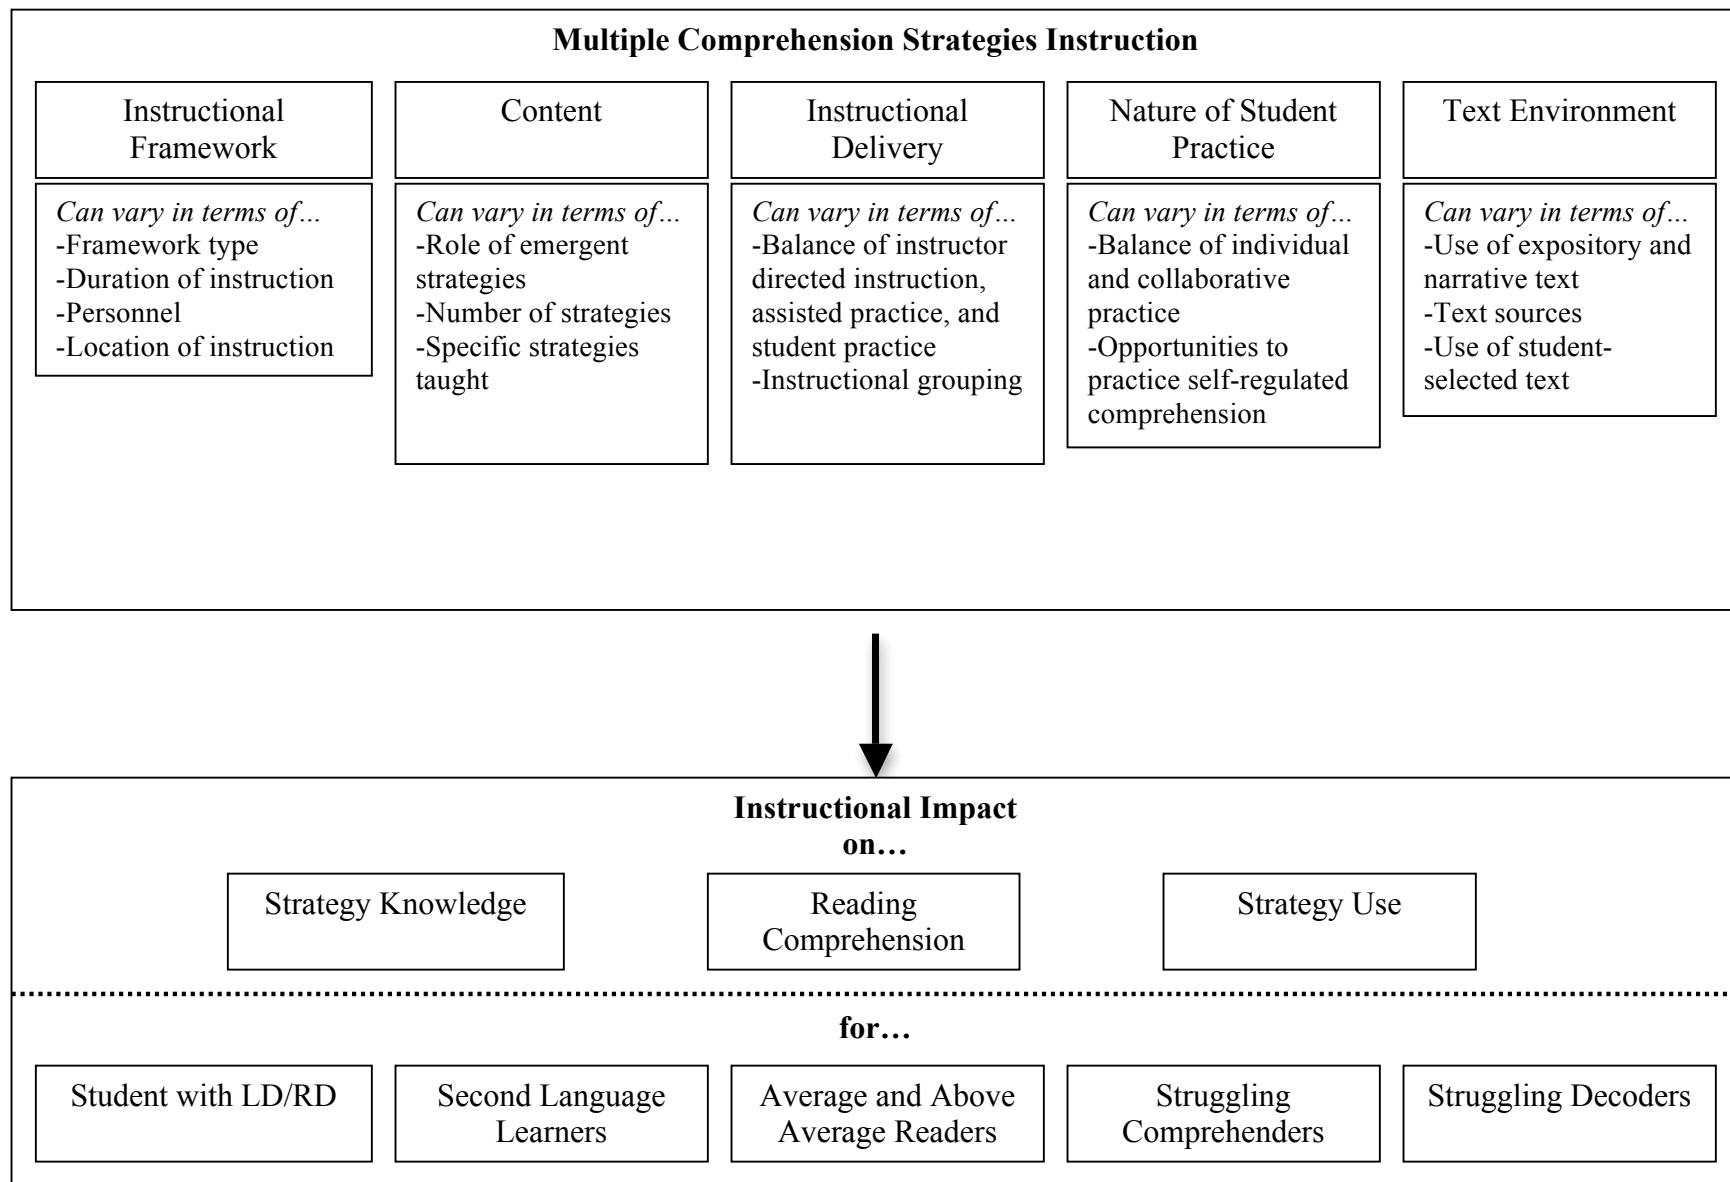 Multiple Comprehension Strategies Instruction
Instructional
Framework
Can vary in terms of…
-Framework type
-Duration of instruction
-Personnel
-Location of instruction
Content
Can vary in terms of…
-Role of emergent
strategies
-Number of strategies
-Specific strategies
taught
Instructional
Delivery
Can vary in terms of…
-Balance of instructor
directed instruction,
assisted practice, and
student practice
-Instructional grouping
Nature of Student
Practice
Can vary in terms of…
-Balance of individual
and collaborative
practice
-Opportunities to
practice self-regulated
comprehension
Text Environment
Can vary in terms of…
-Use of expository and
narrative text
-Text sources
-Use of student-
selected text
Instructional Impact
on…
Strategy Knowledge
Reading
Comprehension
Strategy Use
for…
Student with LD/RD
Second Language
Learners
Average and Above
Average Readers
Struggling
Comprehenders
Struggling Decoders